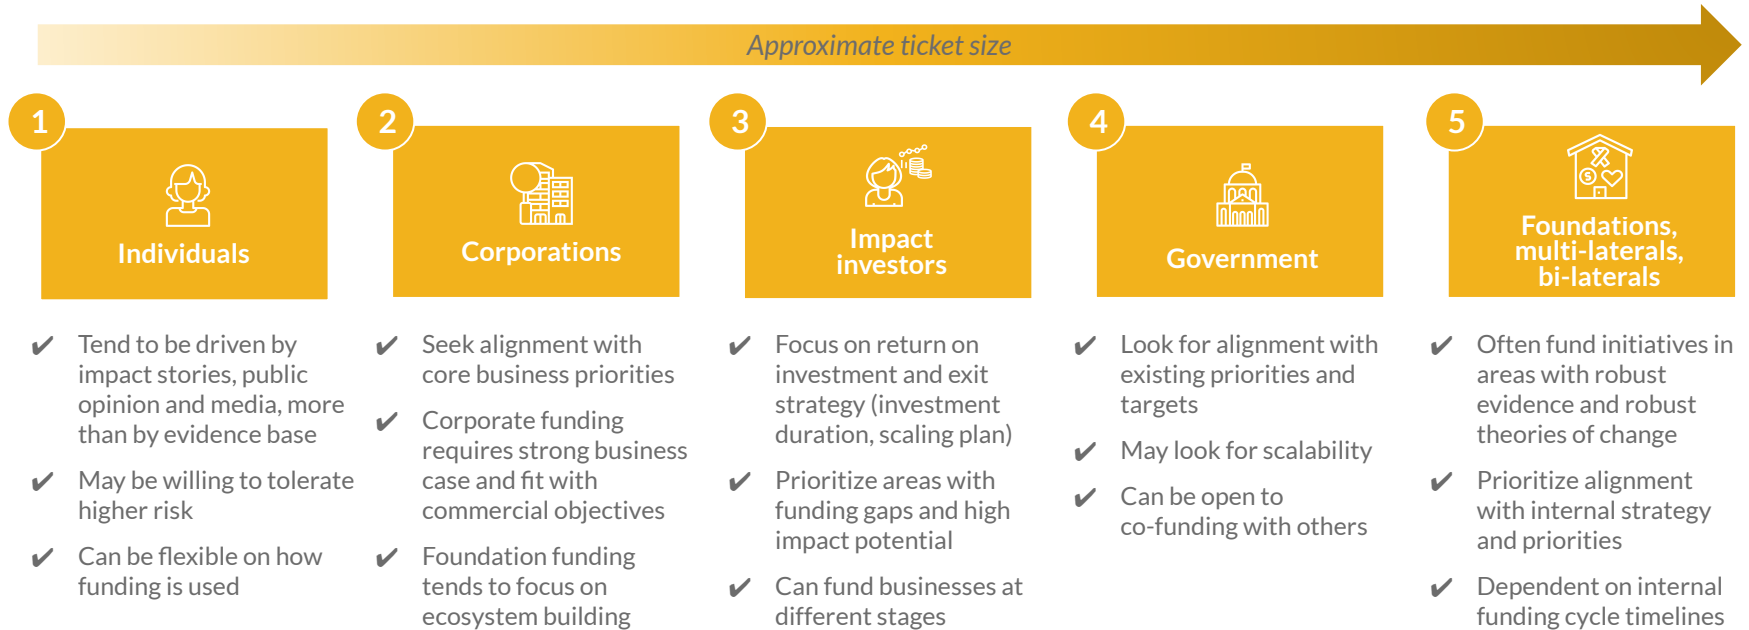 Approximate ticket size
1
Individuals
✔ Tend to be driven by
impact stories, public
opinion and media, more
than by evidence base
✔ May be willing to tolerate
higher risk
✔ Can be flexible on how
funding is used
2
Corporations
✔ Seek alignment with
core business priorities
✔ Corporate funding
requires strong business
case and fit with
commercial objectives
✔ Foundation funding
tends to focus on
ecosystem building
3
Impact
investors
✔ Focus on return on
investment and exit
strategy (investment
duration, scaling plan)
✔ Prioritize areas with
funding gaps and high
impact potential
✔ Can fund businesses at
different stages
4
Government
✔ Look for alignment with
existing priorities and
targets
✔ May look for scalability
✔ Can be open to
co-funding with others
5
Foundations,
multi-laterals,
bi-laterals
✔ Often fund initiatives in
areas with robust
evidence and robust
theories of change
✔ Prioritize alignment
with internal strategy
and priorities
✔ Dependent on internal
funding cycle timelines